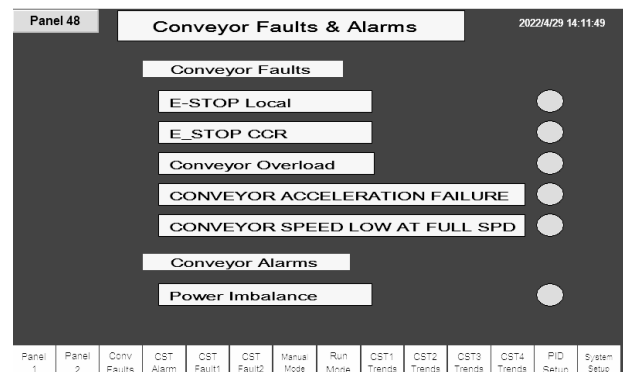 Panel 48
Conveyor Faults & Alarms
2022/4/29 14:11:49
Conveyor Faults
E-STOP Local
E_STOP CCR
Conveyor Overload
CONVEYOR ACCELERATION FAILURE
CONVEYOR SPEED LOW AT FULL SPD
Conveyor Alarms
Power Imbalance
Panel Panel Conv CST CST CST Manual Run CST1 CST2 CST3 CST4 PID System
1 2 Faults Alarm Fault1 Fault2 Mode Mode Trends Trends Trends Trends Setup Setup